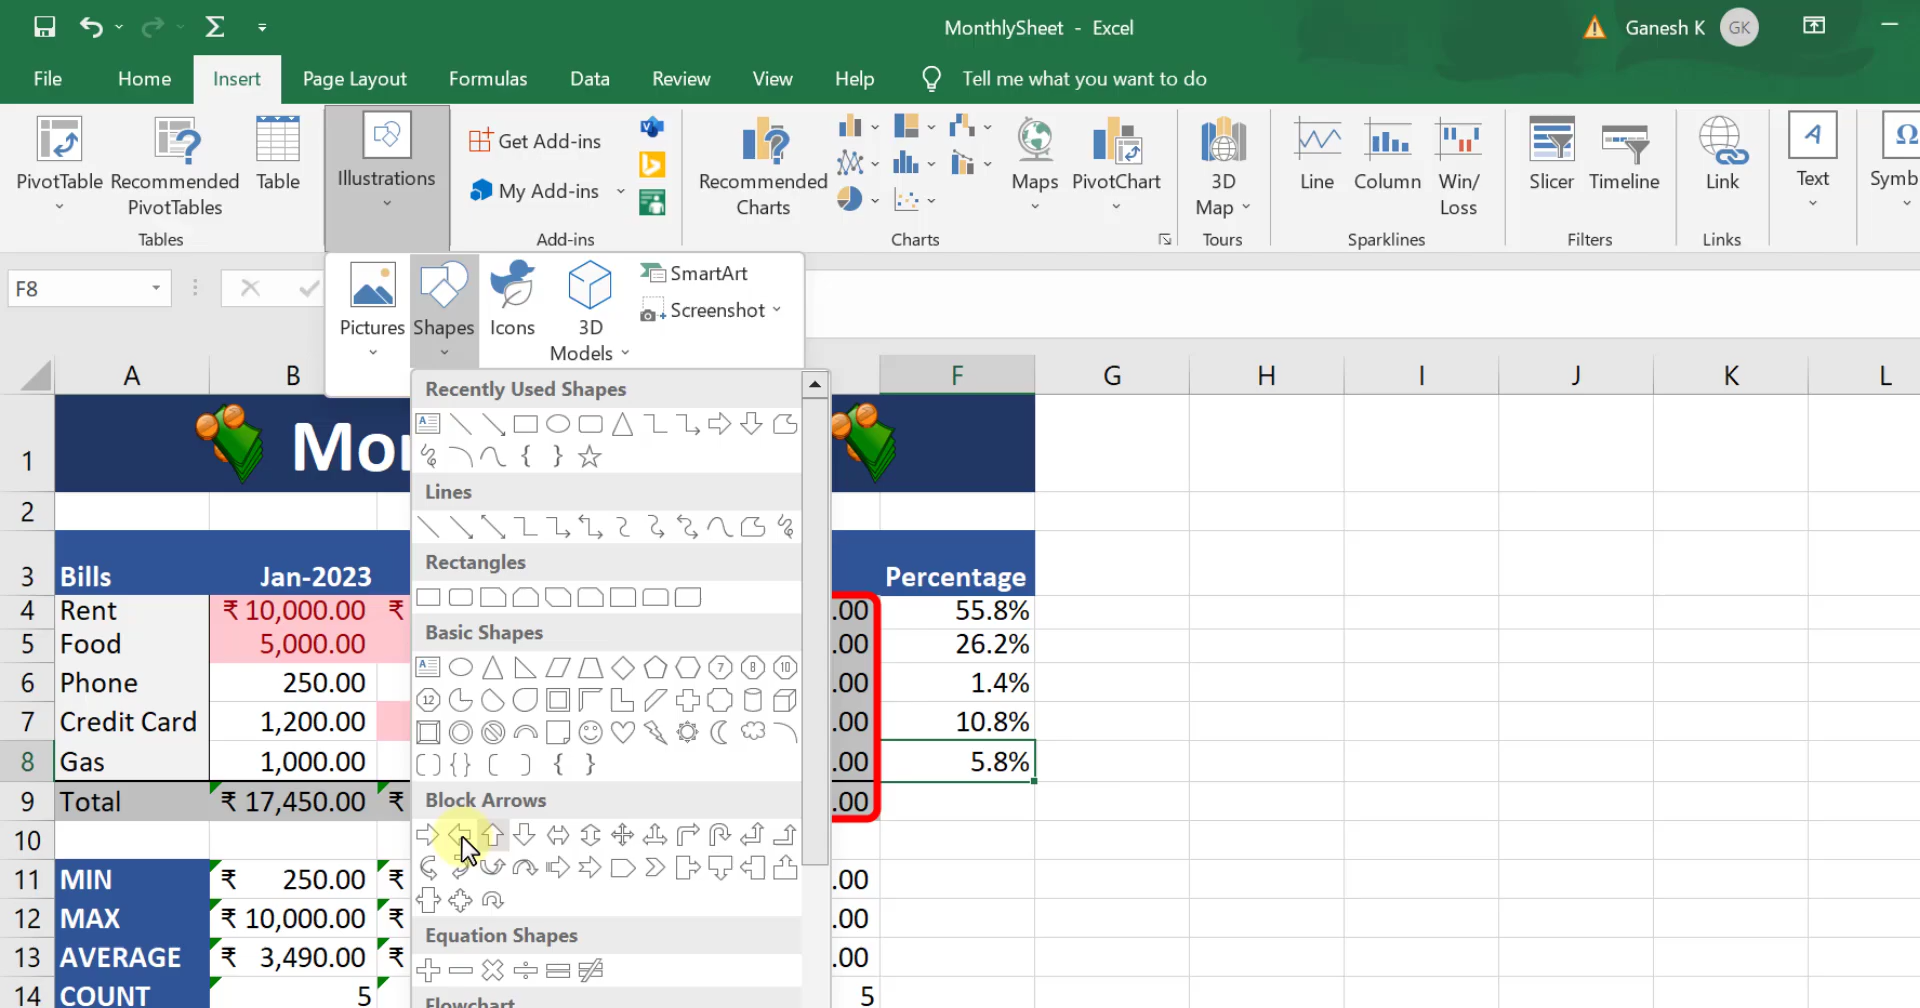 MonthlySheet - Excel
Ganesh K
GK
File Home Insert Page Layout Formulas Data Review View Help Tell me what you want to do
PivotTable
Recommended PivotTables
Table
Tables
Illustrations
Get Add-ins
My Add-ins
Add-ins
Recommended Charts
Maps
PivotChart
Charts
3D Map
Tours
Line
Column
Win/ Loss
Sparklines
Slicer
Timeline
Filters
Link
Links
Text
Symb
F8
Pictures
Shapes
Icons
3D Models
SmartArt
Screenshot
Recently Used Shapes
Lines
Rectangles
Basic Shapes
Block Arrows
Equation Shapes
Flowchart
A B F G H I J K L
1 Mo
2
3 Bills Jan-2023 Percentage
4 Rent ₹ 10,000.00 ₹ .00 55.8%
5 Food 5,000.00 .00 26.2%
6 Phone 250.00 .00 1.4%
7 Credit Card 1,200.00 .00 10.8%
8 Gas 1,000.00 .00 5.8%
9 Total ₹ 17,450.00 ₹ .00
10
11 MIN ₹ 250.00 ₹ .00
12 MAX ₹ 10,000.00 ₹ .00
13 AVERAGE ₹ 3,490.00 ₹ .00
14 COUNT 5 5